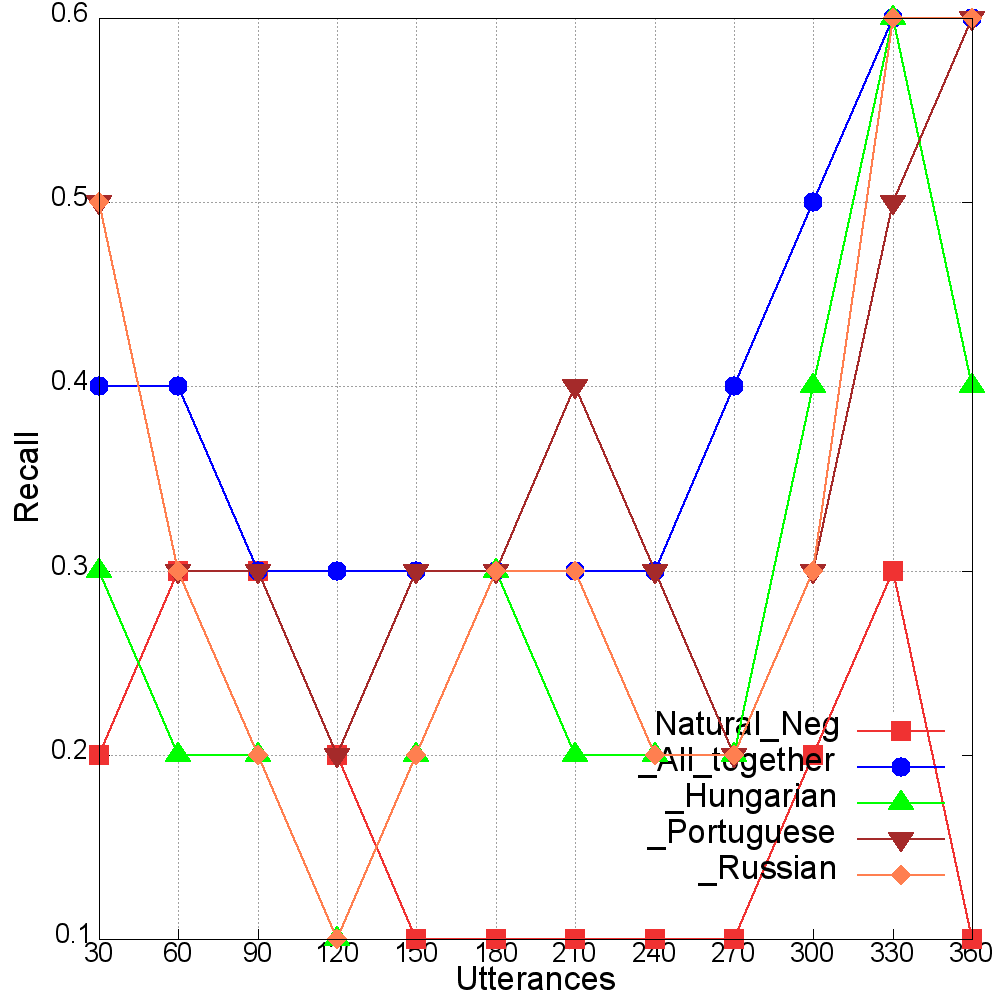 0.6
0.5
0.4
0.3
0.2
0.1
Recall
Natural_Neg
_All_together
_Hungarian
_Portuguese
_Russian
30 60 90 120 150 180 210 240 270 300 330 360
Utterances